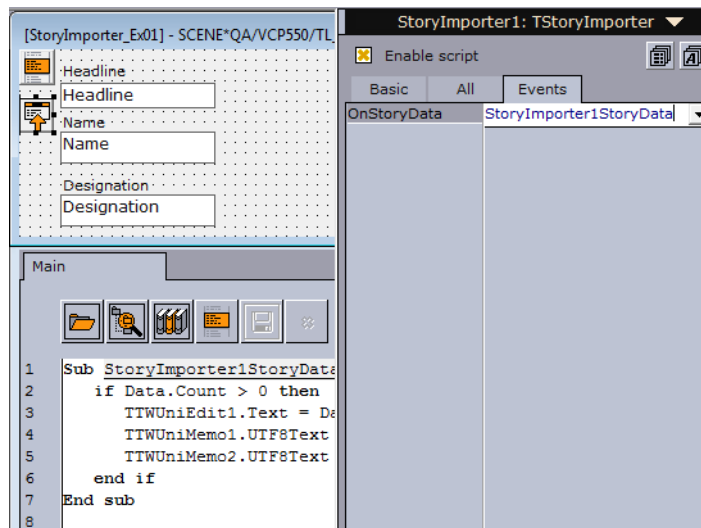 [StoryImporter_Ex01] - SCENE*QA/VCP550/TL_
Headline
Headline
Name
Name
Designation
Designation
Main
1 Sub StoryImporter1StoryData
2 if Data.Count > 0 then
3 TTWUniEdit1.Text = Da
4 TTWUniMemo1.UTF8Text
5 TTWUniMemo2.UTF8Text
6 end if
7 End sub
8
StoryImporter1: TStoryImporter
Enable script
A
Basic All Events
OnStoryData StoryImporter1StoryData